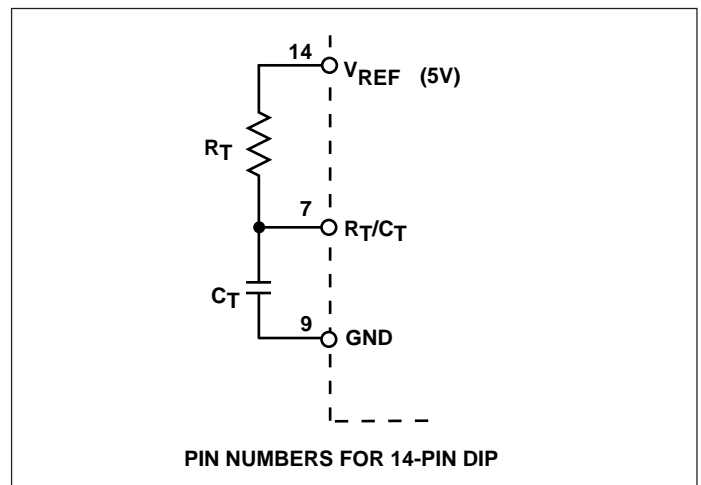 14
VREF (5V)
RT
7
RT/CT
CT
9
GND
PIN NUMBERS FOR 14-PIN DIP